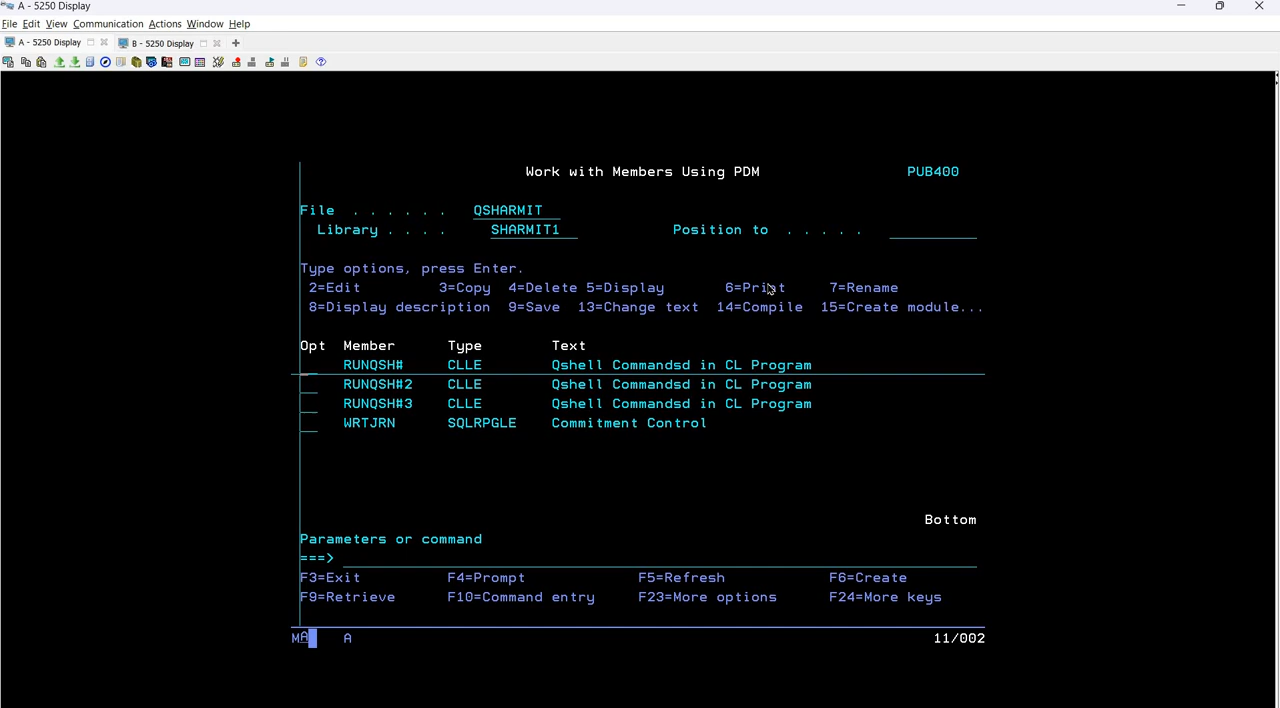 A - 5250 Display
File Edit View Communication Actions Window Help
A - 5250 Display B - 5250 Display
Work with Members Using PDM PUB400
File . . . . . . QSHARMIT
Library . . . . SHARMIT1 Position to . . . . .
Type options, press Enter.
2=Edit 3=Copy 4=Delete 5=Display 6=Print 7=Rename
8=Display description 9=Save 13=Change text 14=Compile 15=Create module...
Opt Member Type Text
RUNQSH# CLLE Qshell Commandsd in CL Program
RUNQSH#2 CLLE Qshell Commandsd in CL Program
RUNQSH#3 CLLE Qshell Commandsd in CL Program
WRTJRN SQLRPGLE Commitment Control
Bottom
Parameters or command
===>
F3=Exit F4=Prompt F5=Refresh F6=Create
F9=Retrieve F10=Command entry F23=More options F24=More keys
MA A 11/002